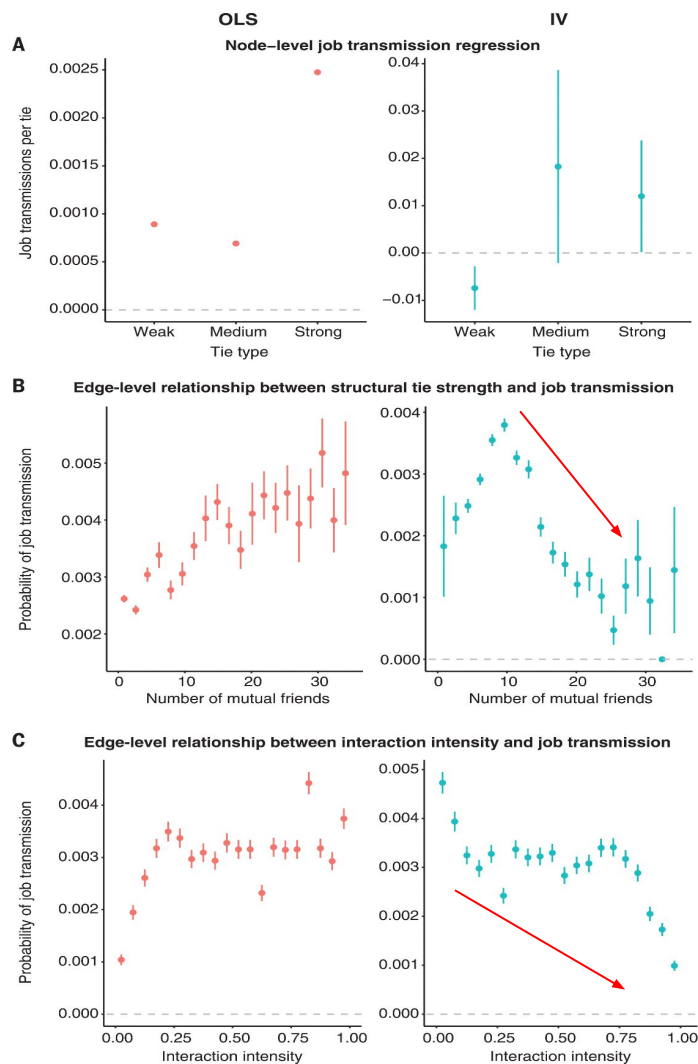 OLS
IV
A
Node–level job transmission regression
Job transmissions per tie
0.0025
0.0020
0.0015
0.0010
0.0005
0.0000
Weak
Medium
Strong
Tie type
0.04
0.03
0.02
0.01
0.00
−0.01
Weak
Medium
Strong
Tie type
B
Edge-level relationship between structural tie strength and job transmission
Probability of job transmission
0.005
0.004
0.003
0.002
0
10
20
30
Number of mutual friends
0.004
0.003
0.002
0.001
0.000
0
10
20
30
Number of mutual friends
C
Edge-level relationship between interaction intensity and job transmission
Probability of job transmission
0.004
0.003
0.002
0.001
0.000
0.00
0.25
0.50
0.75
1.00
Interaction intensity
0.005
0.004
0.003
0.002
0.001
0.000
0.00
0.25
0.50
0.75
1.00
Interaction intensity